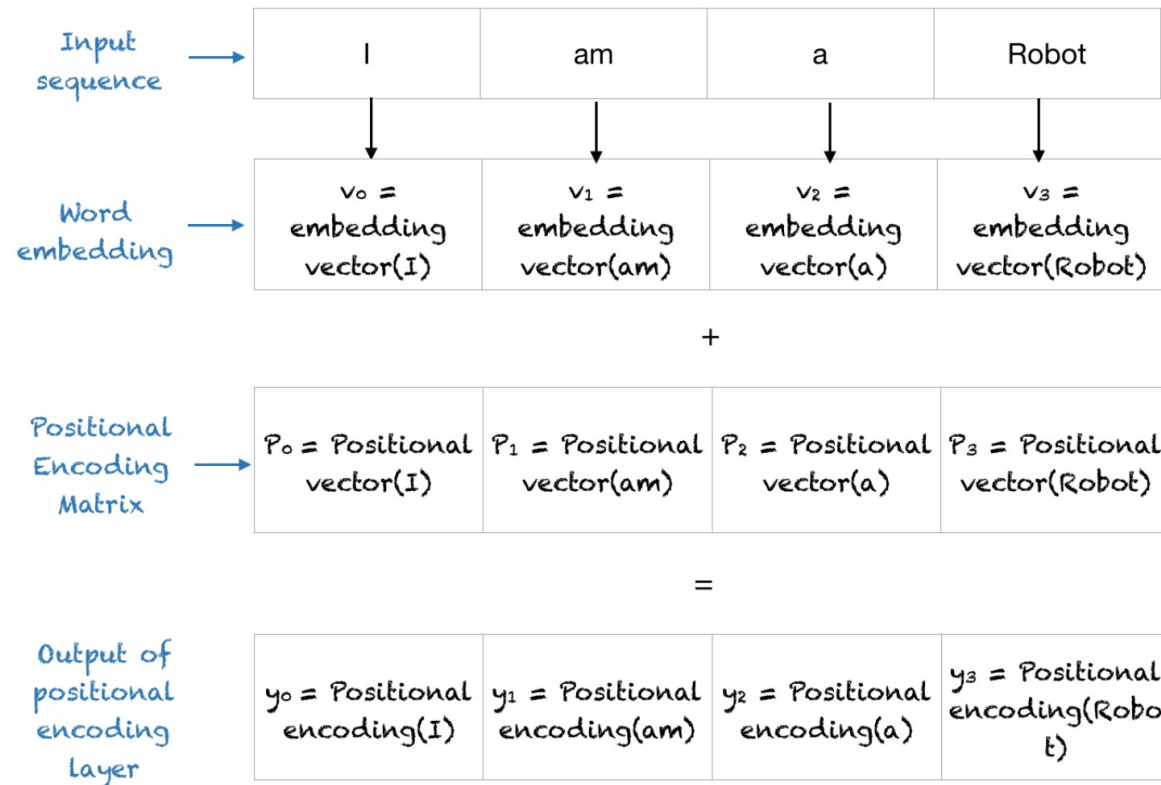 Input
sequence
I
am
a
Robot
Word
embedding
v₀ =
embedding
vector(I)
v₁ =
embedding
vector(am)
v₂ =
embedding
vector(a)
v₃ =
embedding
vector(Robot)
+
Positional
Encoding
Matrix
P₀ = Positional
vector(I)
P₁ = Positional
vector(am)
P₂ = Positional
vector(a)
P₃ = Positional
vector(Robot)
=
Output of
positional
encoding
layer
y₀ = Positional
encoding(I)
y₁ = Positional
encoding(am)
y₂ = Positional
encoding(a)
y₃ = Positional
encoding(Robo
t)